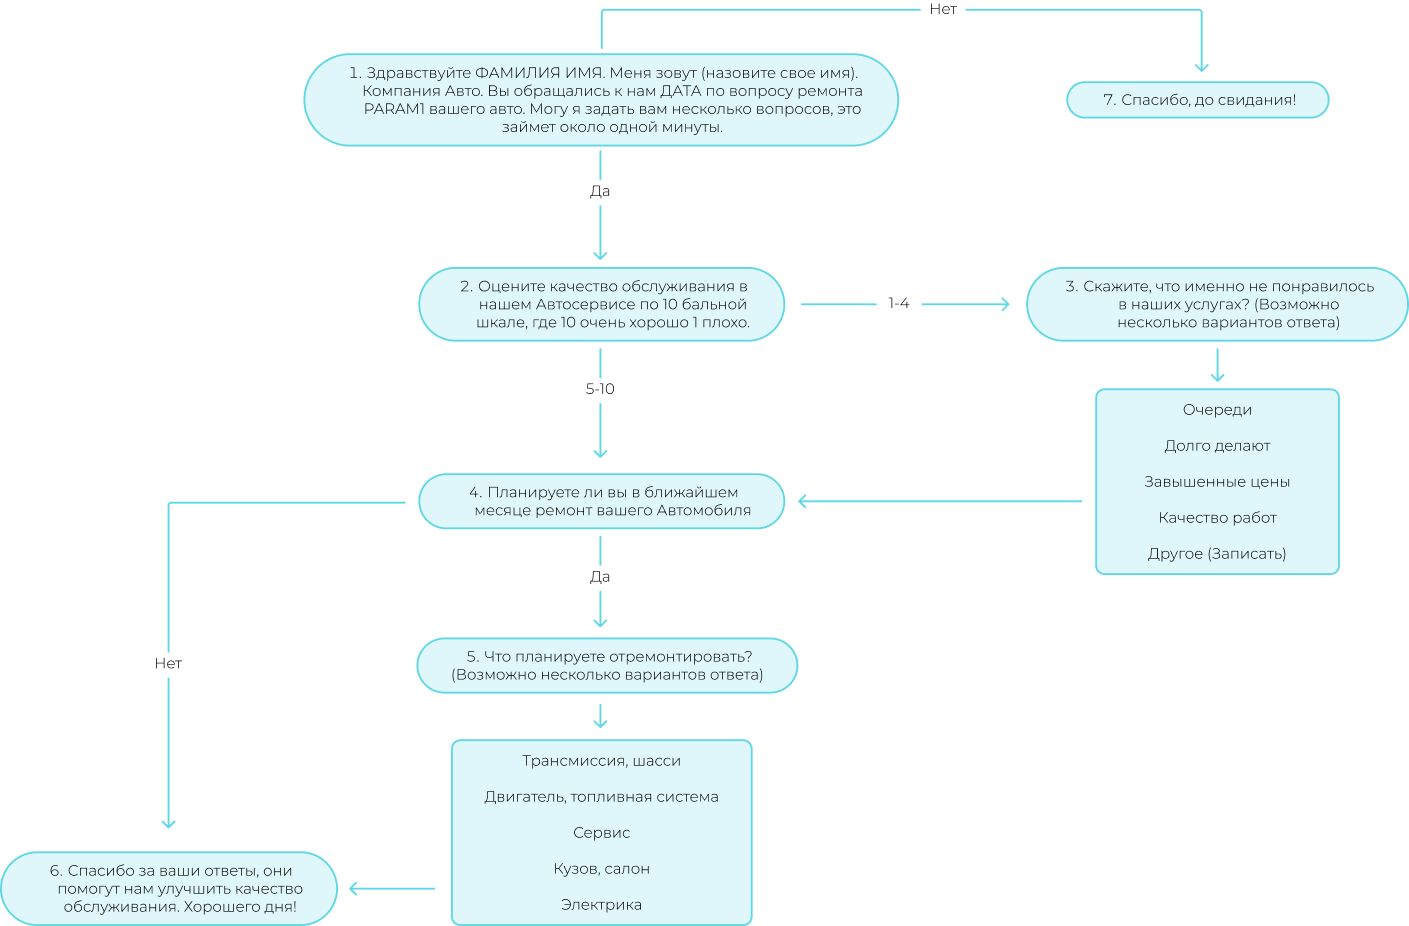 Нет
1. Здравствуйте ФАМИЛИЯ ИМЯ. Меня зовут (назовите свое имя).
Компания Авто. Вы обращались к нам ДАТА по вопросу ремонта
PARAM1 вашего авто. Могу я задать вам несколько вопросов, это
займет около одной минуты.
7. Спасибо, до свидания!
Да
2. Оцените качество обслуживания в
нашем Автосервисе по 10 бальной
шкале, где 10 очень хорошо 1 плохо.
1-4
3. Скажите, что именно не понравилось
в наших услугах? (Возможно
несколько вариантов ответа)
5-10
Очереди
Долго делают
Завышенные цены
Качество работ
Другое (Записать)
4. Планируете ли вы в ближайшем
месяце ремонт вашего Автомобиля
Да
Нет
5. Что планируете отремонтировать?
(Возможно несколько вариантов ответа)
Трансмиссия, шасси
Двигатель, топливная система
Сервис
Кузов, салон
Электрика
6. Спасибо за ваши ответы, они
помогут нам улучшить качество
обслуживания. Хорошего дня!